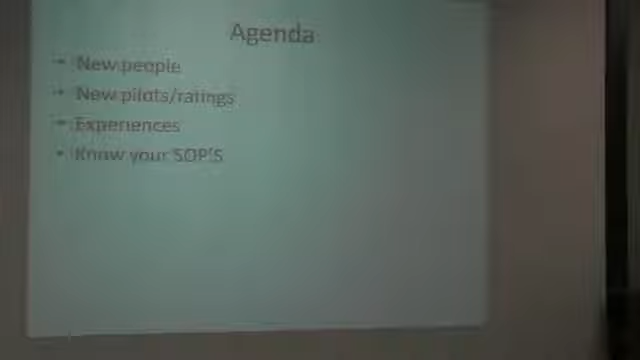 Agenda
• New people
• New pilots/ratings
• Experiences
• Know your SOP'S